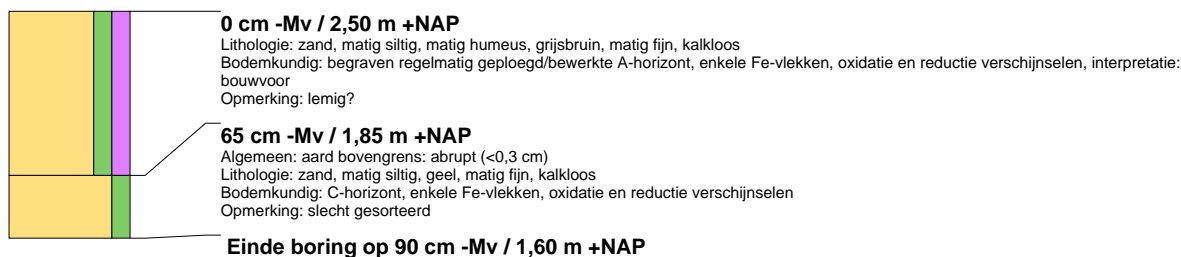 0 cm -Mv / 2,50 m +NAP
Lithologie: zand, matig siltig, matig humeus, grijsbruin, matig fijn, kalkloos
Bodemkundig: begraven regelmatig geploegd/bewerkte A-horizont, enkele Fe-vlekken, oxidatie en reductie verschijnselen, interpretatie:
bouwvoor
Opmerking: lemig?
65 cm -Mv / 1,85 m +NAP
Algemeen: aard bovengrens: abrupt (<0,3 cm)
Lithologie: zand, matig siltig, geel, matig fijn, kalkloos
Bodemkundig: C-horizont, enkele Fe-vlekken, oxidatie en reductie verschijnselen
Opmerking: slecht gesorteerd
Einde boring op 90 cm -Mv / 1,60 m +NAP